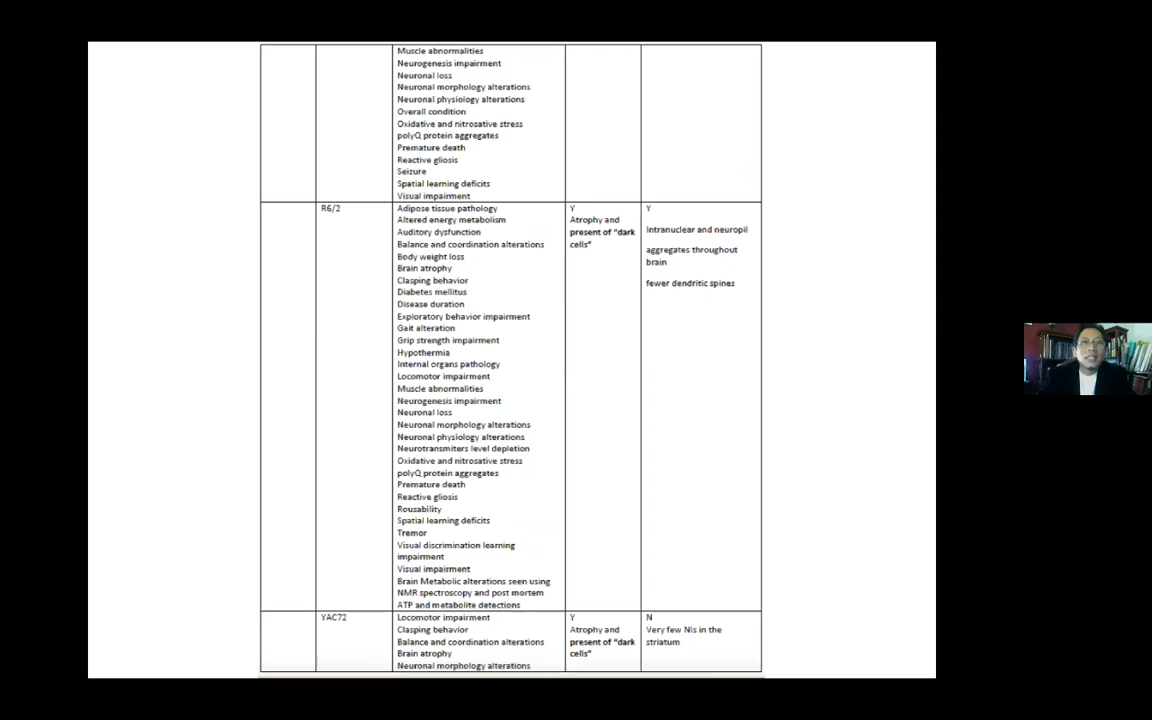 Muscle abnormalities
Neurogenesis impairment
Neuronal loss
Neuronal morphology alterations
Neuronal physiology alterations
Overall condition
Oxidative and nitrosative stress
polyQ protein aggregates
Premature death
Reactive gliosis
Seizure
Spatial learning deficits
Visual impairment
R6/2
Adipose tissue pathology
Altered energy metabolism
Auditory dysfunction
Balance and coordination alterations
Body weight loss
Brain atrophy
Clasping behavior
Diabetes mellitus
Disease duration
Exploratory behavior impairment
Gait alteration
Grip strength impairment
Hypothermia
Internal organs pathology
Locomotor impairment
Muscle abnormalities
Neurogenesis impairment
Neuronal loss
Neuronal morphology alterations
Neuronal physiology alterations
Neurotransmiters level depletion
Oxidative and nitrosative stress
polyQ protein aggregates
Premature death
Reactive gliosis
Rousability
Spatial learning deficits
Tremor
Visual discrimination learning
impairment
Visual impairment
Brain Metabolic alterations seen using
NMR spectroscopy and post mortem
ATP and metabolite detections
Y
Atrophy and
present of "dark
cells"
Y
Intranuclear and neuropil
aggregates throughout
brain
fewer dendritic spines
YAC72
Locomotor impairment
Clasping behavior
Balance and coordination alterations
Brain atrophy
Neuronal morphology alterations
Y
Atrophy and
present of "dark
cells"
N
Very few NIs in the
striatum